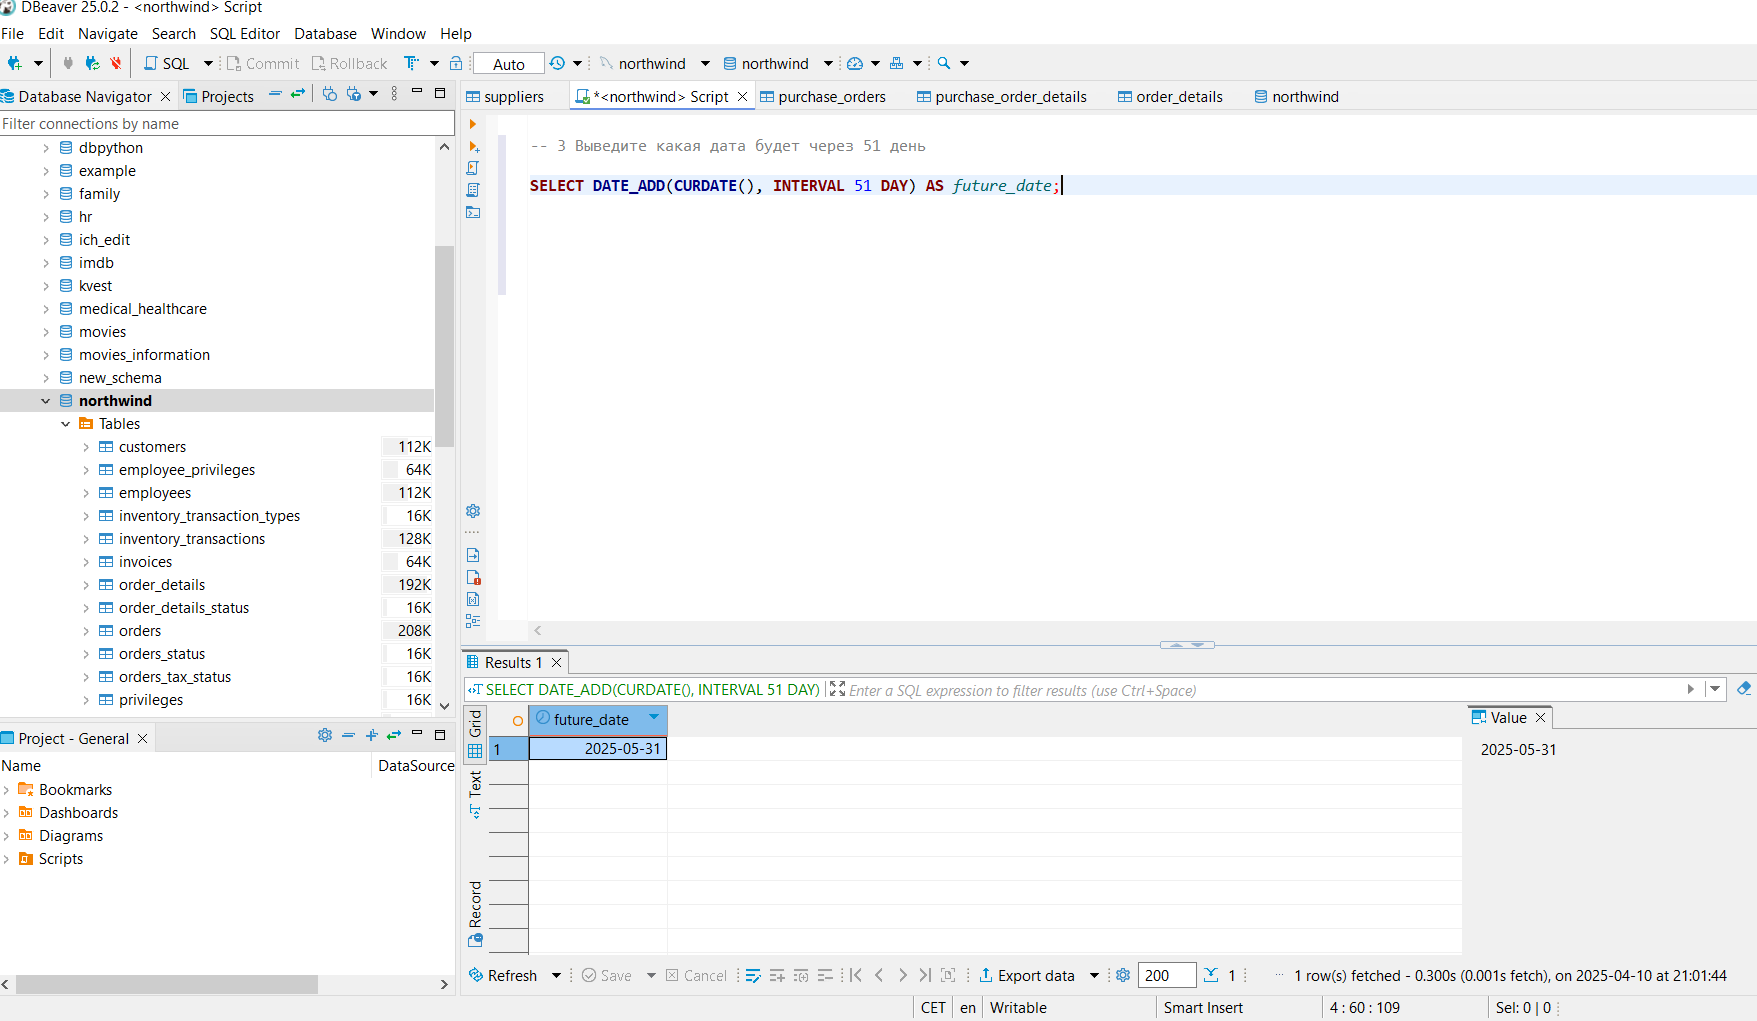 DBeaver 25.0.2 - <northwind> Script
File Edit Navigate Search SQL Editor Database Window Help
SQL Commit Rollback Auto northwind northwind
Database Navigator Projects
Filter connections by name
dbpython
example
family
hr
ich_edit
imdb
kvest
medical_healthcare
movies
movies_information
new_schema
northwind
Tables
customers 112K
employee_privileges 64K
employees 112K
inventory_transaction_types 16K
inventory_transactions 128K
invoices 64K
order_details 192K
order_details_status 16K
orders 208K
orders_status 16K
orders_tax_status 16K
privileges 16K
Project - General
Name DataSource
Bookmarks
Dashboards
Diagrams
Scripts
suppliers *<northwind> Script purchase_orders purchase_order_details order_details northwind
-- 3 Выведите какая дата будет через 51 день
SELECT DATE_ADD(CURDATE(), INTERVAL 51 DAY) AS future_date;
Results 1
SELECT DATE_ADD(CURDATE(), INTERVAL 51 DAY) Enter a SQL expression to filter results (use Ctrl+Space)
Grid
Text
Record
future_date
1 2025-05-31
Value
2025-05-31
Refresh Save Cancel Export data 200 1 1 row(s) fetched - 0.300s (0.001s fetch), on 2025-04-10 at 21:01:44
CET en Writable Smart Insert 4 : 60 : 109 Sel: 0 | 0